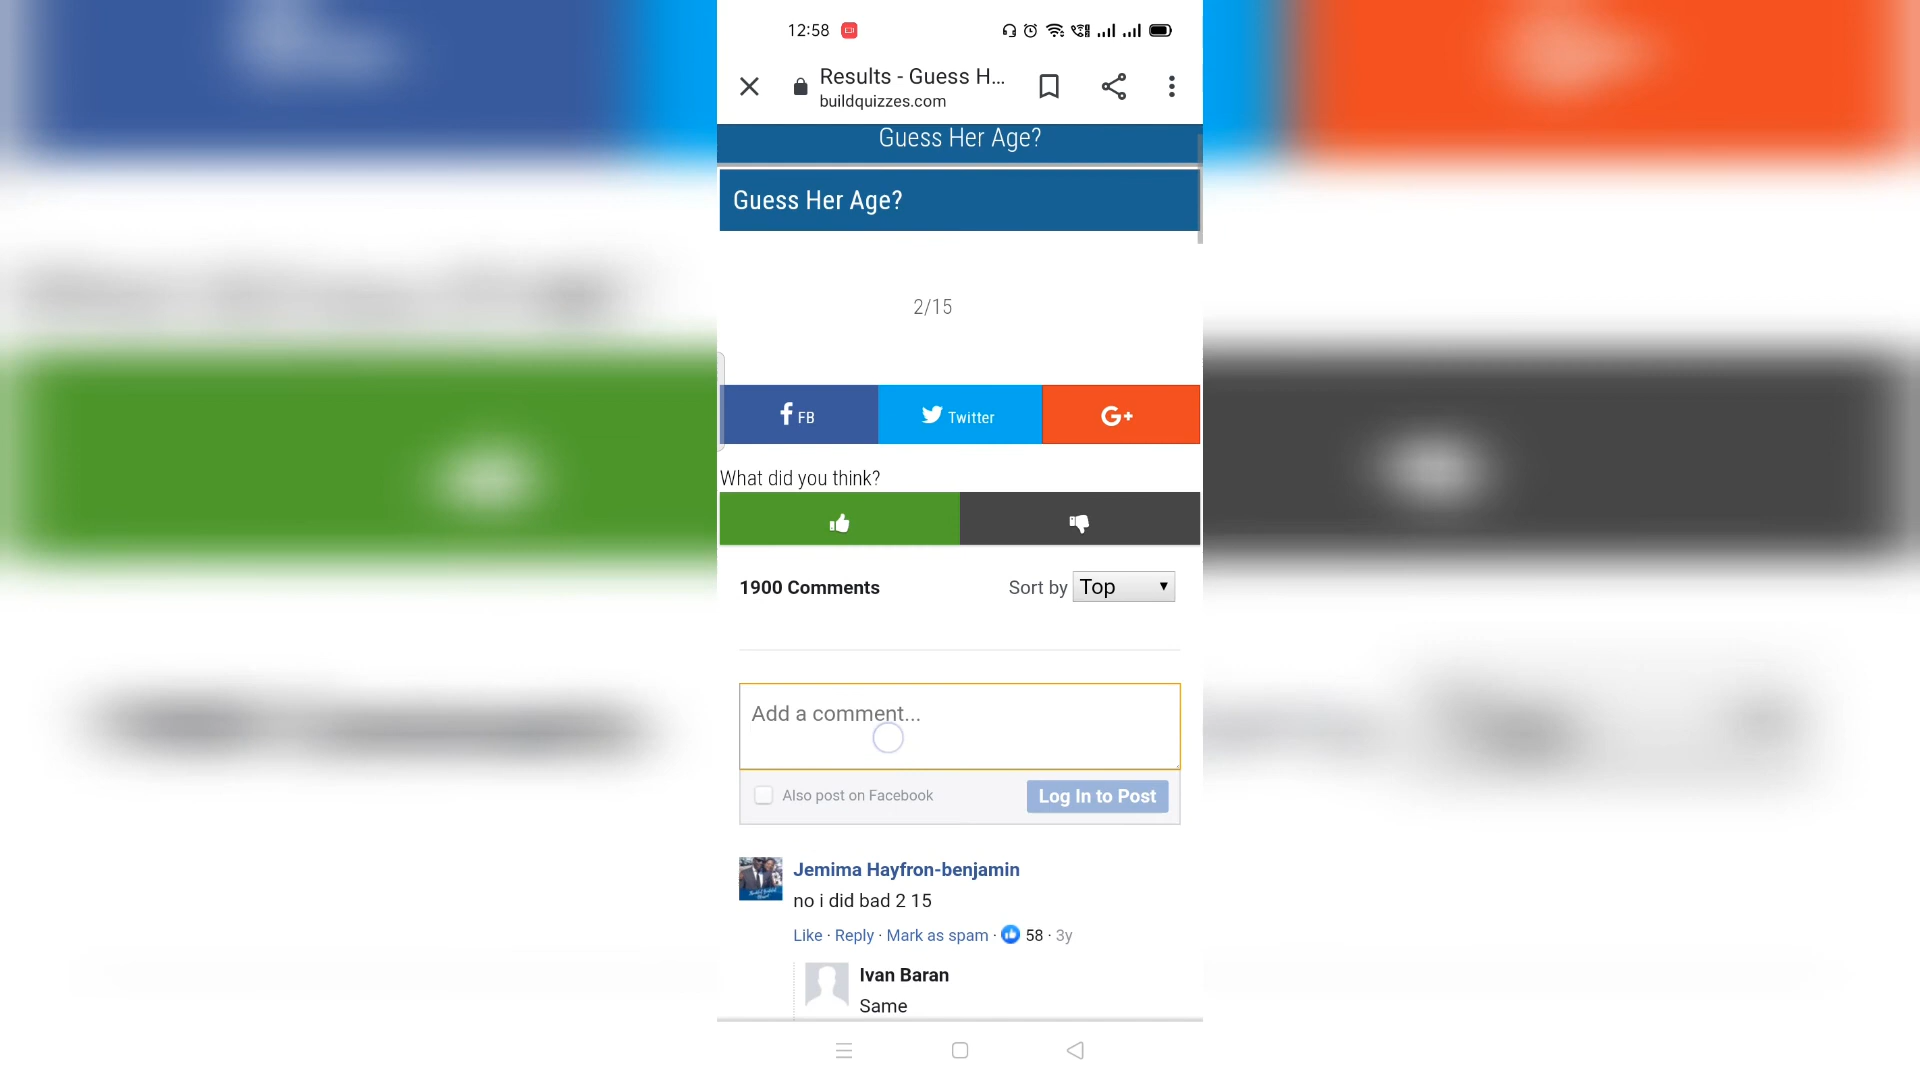 12:58
Results - Guess H...
buildquizzes.com
Guess Her Age?
Guess Her Age?
2/15
FB
Twitter
G+
What did you think?
1900 Comments
Sort by Top
Add a comment...
Also post on Facebook
Log In to Post
Jemima Hayfron-benjamin
no i did bad 2 15
Like · Reply · Mark as spam · 58 · 3y
Ivan Baran
Same